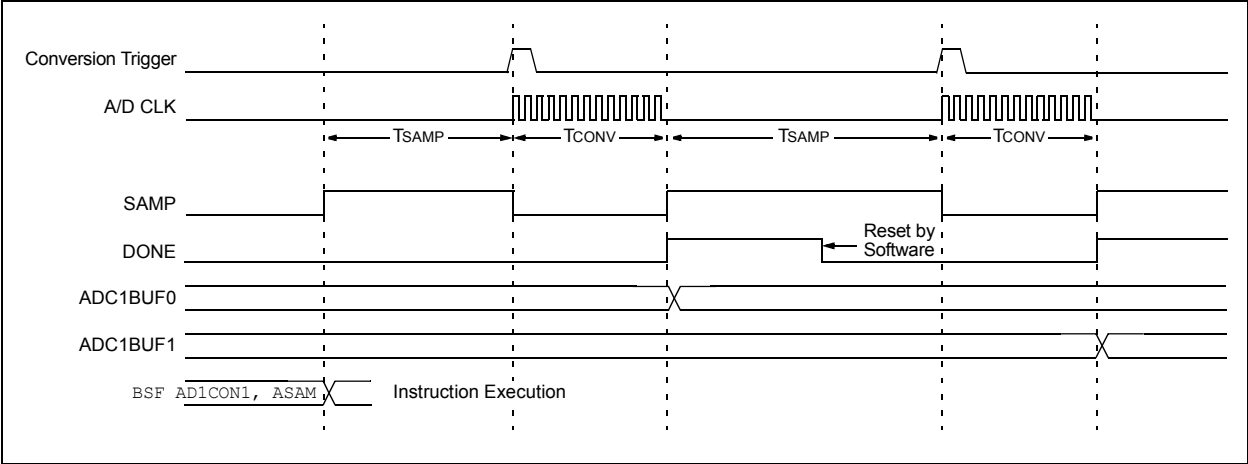 Conversion Trigger
A/D CLK
TSAMP TCONV TSAMP TCONV
SAMP
DONE
Reset by
Software
ADC1BUF0
ADC1BUF1
BSF AD1CON1, ASAM Instruction Execution